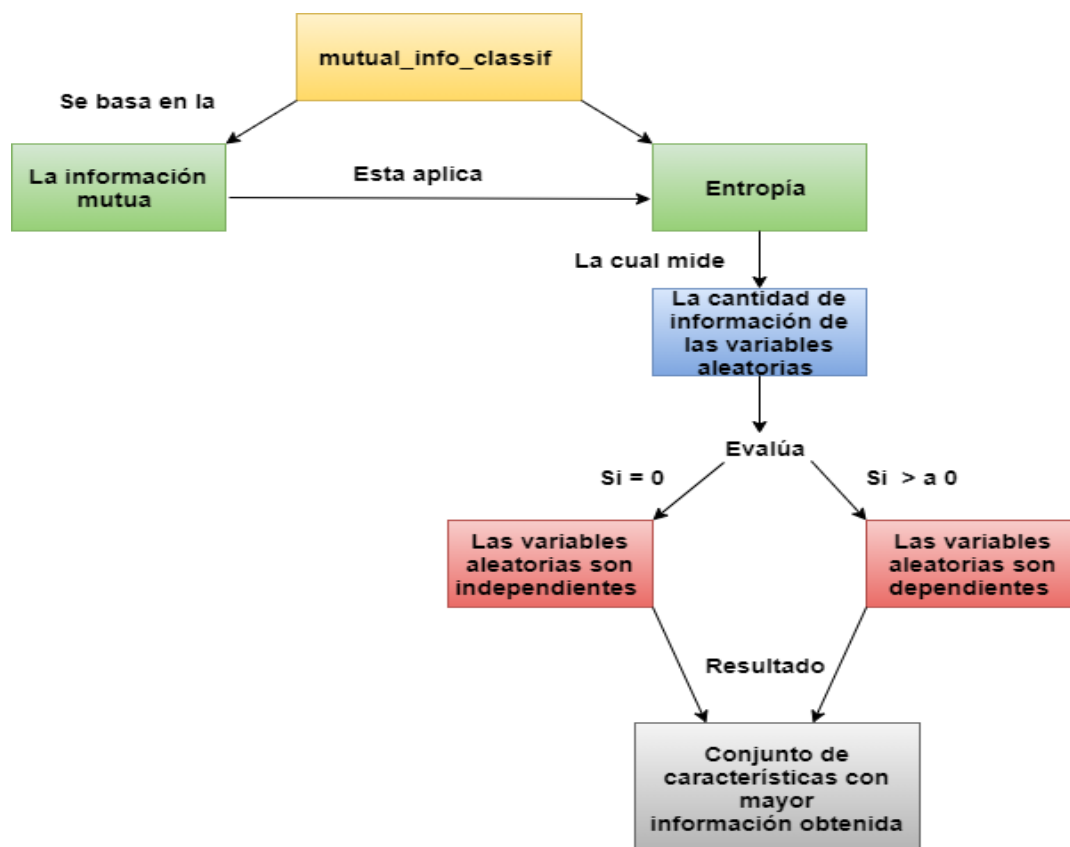 mutual_info_classif
Se basa en la
La información
mutua
Esta aplica
Entropía
La cual mide
La cantidad de
información de
las variables
aleatorias
Evalúa
Si = 0
Si > a 0
Las variables
aleatorias son
independientes
Las variables
aleatorias son
dependientes
Resultado
Conjunto de
características con
mayor
información obtenida